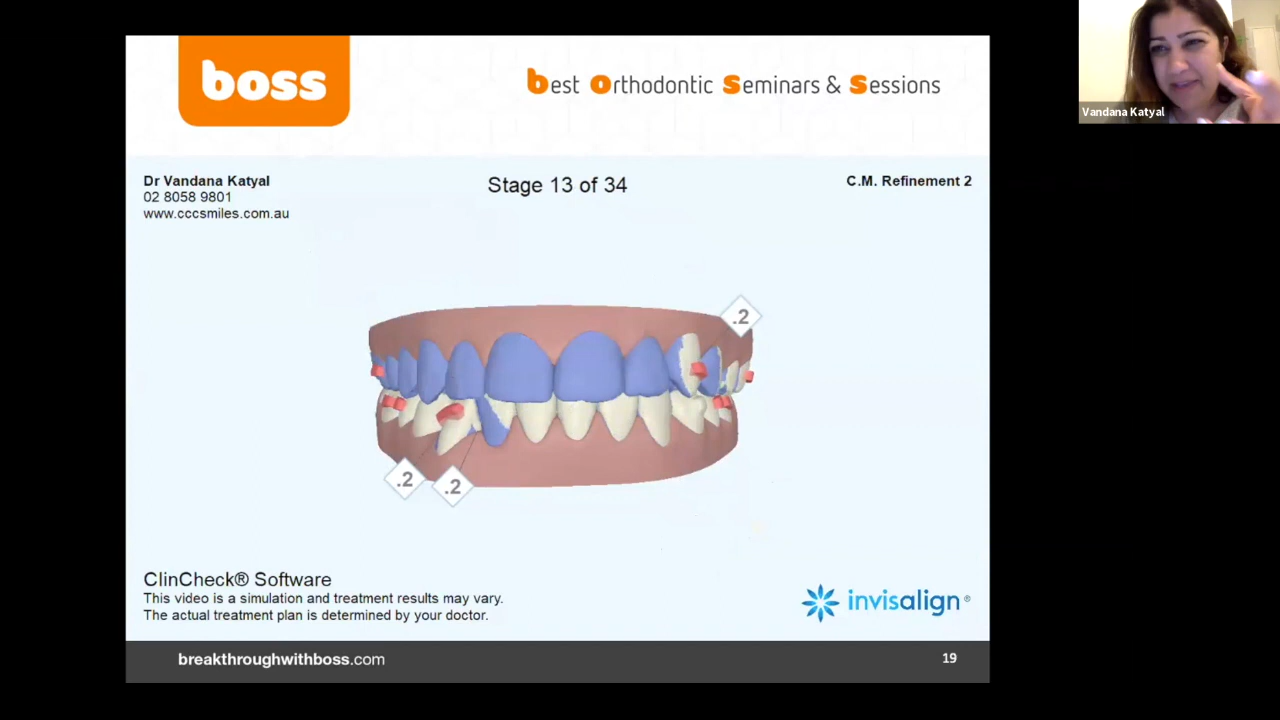 boss
best orthodontic Seminars & Sessions
Vandana Katyal
Dr Vandana Katyal
02 8058 9801
www.cccsmiles.com.au
Stage 13 of 34
C.M. Refinement 2
.2
.2
.2
ClinCheck® Software
This video is a simulation and treatment results may vary.
The actual treatment plan is determined by your doctor.
invisalign®
breakthroughwithboss.com
19